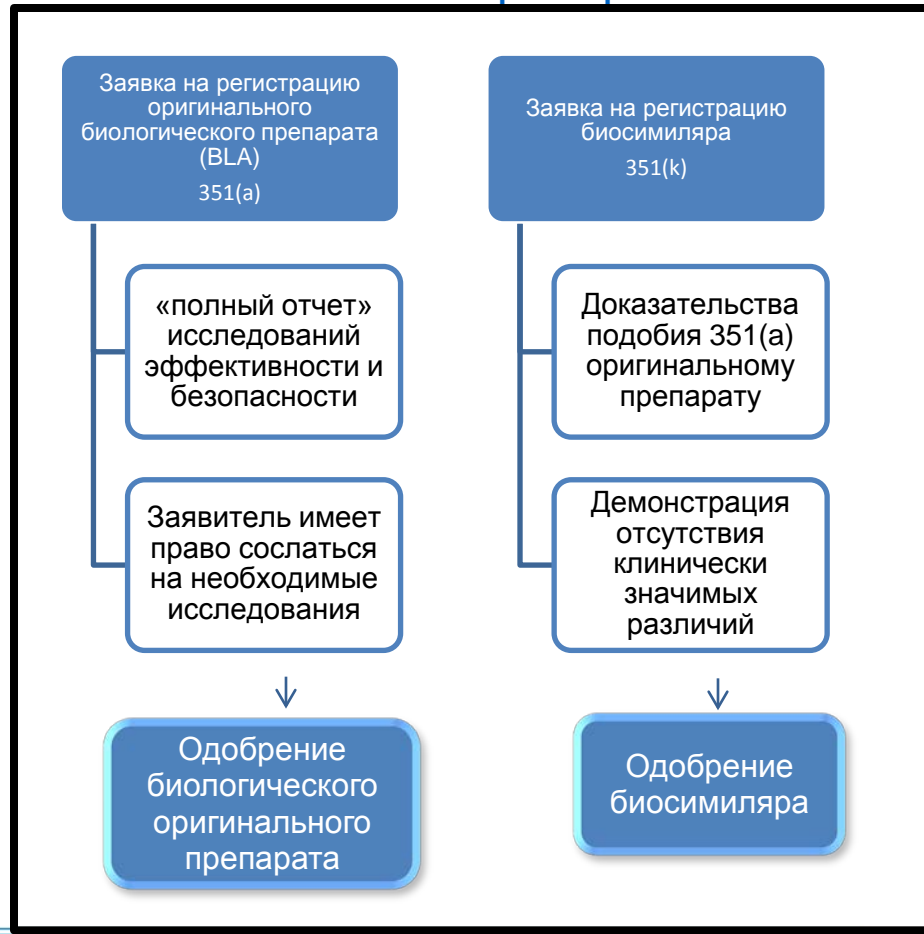 Заявка на регистрацию
оригинального
биологического препарата
(BLA)
351(a)
«полный отчет»
исследований
эффективности и
безопасности
Заявитель имеет
право сослаться
на необходимые
исследования
Одобрение
биологического
оригинального
препарата
Заявка на регистрацию
биосимиляра
351(k)
Доказательства
подобия 351(а)
оригинальному
препарату
Демонстрация
отсутствия
клинически
значимых
различий
Одобрение
биосимиляра